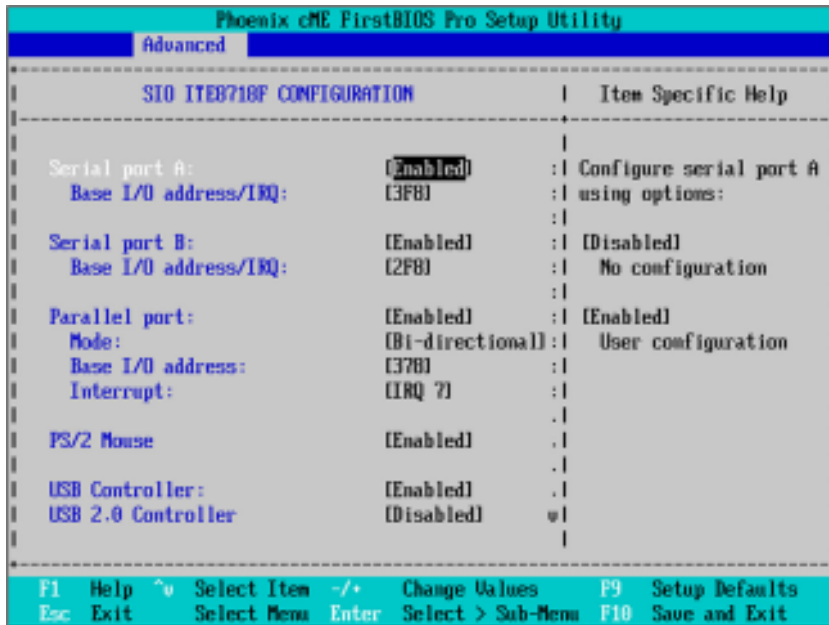 Phoenix cME FirstBIOS Pro Setup Utility
Advanced
SIO ITE8718F CONFIGURATION
Item Specific Help
Serial port A: [Enabled]
Base I/O address/IRQ: [3F8]
Serial port B: [Enabled]
Base I/O address/IRQ: [2F8]
Parallel port: [Enabled]
Mode: [Bi-directional]
Base I/O address: [378]
Interrupt: [IRQ 7]
PS/2 Mouse [Enabled]
USB Controller: [Enabled]
USB 2.0 Controller [Disabled]
Configure serial port A
using options:
[Disabled]
No configuration
[Enabled]
User configuration
F1 Help ^v Select Item -/+ Change Values F9 Setup Defaults
Esc Exit Select Menu Enter Select > Sub-Menu F10 Save and Exit